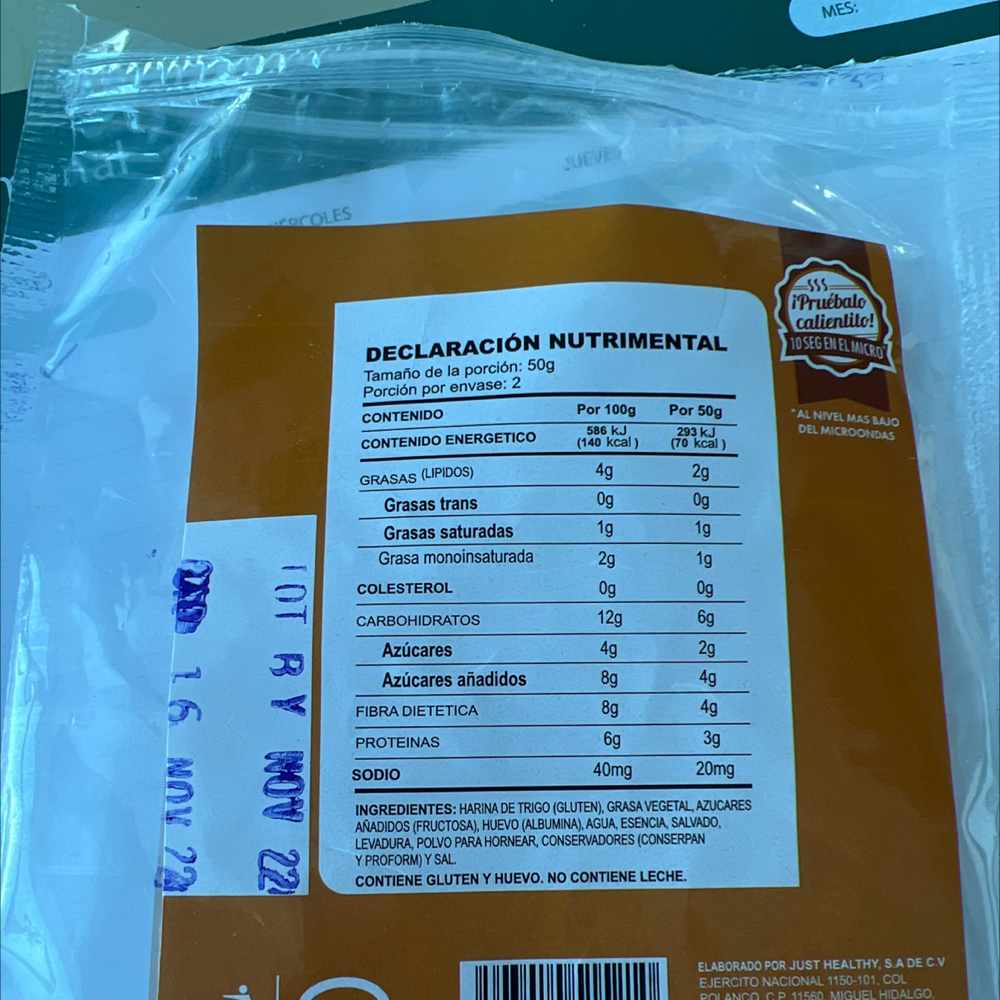 MES:
JUEVES
MIÉRCOLES
¡Pruébalo
calientito!
10 SEG EN EL MICRO*
*AL NIVEL MAS BAJO
DEL MICROONDAS
DECLARACIÓN NUTRIMENTAL
Tamaño de la porción: 50g
Porción por envase: 2
CONTENIDO Por 100g Por 50g
CONTENIDO ENERGETICO 586 kJ (140 kcal) 293 kJ (70 kcal)
GRASAS (LIPIDOS) 4g 2g
Grasas trans 0g 0g
Grasas saturadas 1g 1g
Grasa monoinsaturada 2g 1g
COLESTEROL 0g 0g
CARBOHIDRATOS 12g 6g
Azúcares 4g 2g
Azúcares añadidos 8g 4g
FIBRA DIETETICA 8g 4g
PROTEINAS 6g 3g
SODIO 40mg 20mg
INGREDIENTES: HARINA DE TRIGO (GLUTEN), GRASA VEGETAL, AZUCARES
AÑADIDOS (FRUCTOSA), HUEVO (ALBUMINA), AGUA, ESENCIA, SALVADO,
LEVADURA, POLVO PARA HORNEAR, CONSERVADORES (CONSERPAN
Y PROFORM) Y SAL.
CONTIENE GLUTEN Y HUEVO. NO CONTIENE LECHE.
LOT BY NOV 22
16 NOV 22
ELABORADO POR JUST HEALTHY, S.A DE C.V
EJERCITO NACIONAL 1150-101, COL
POLANCO, C.P. 11560, MIGUEL HIDALGO,